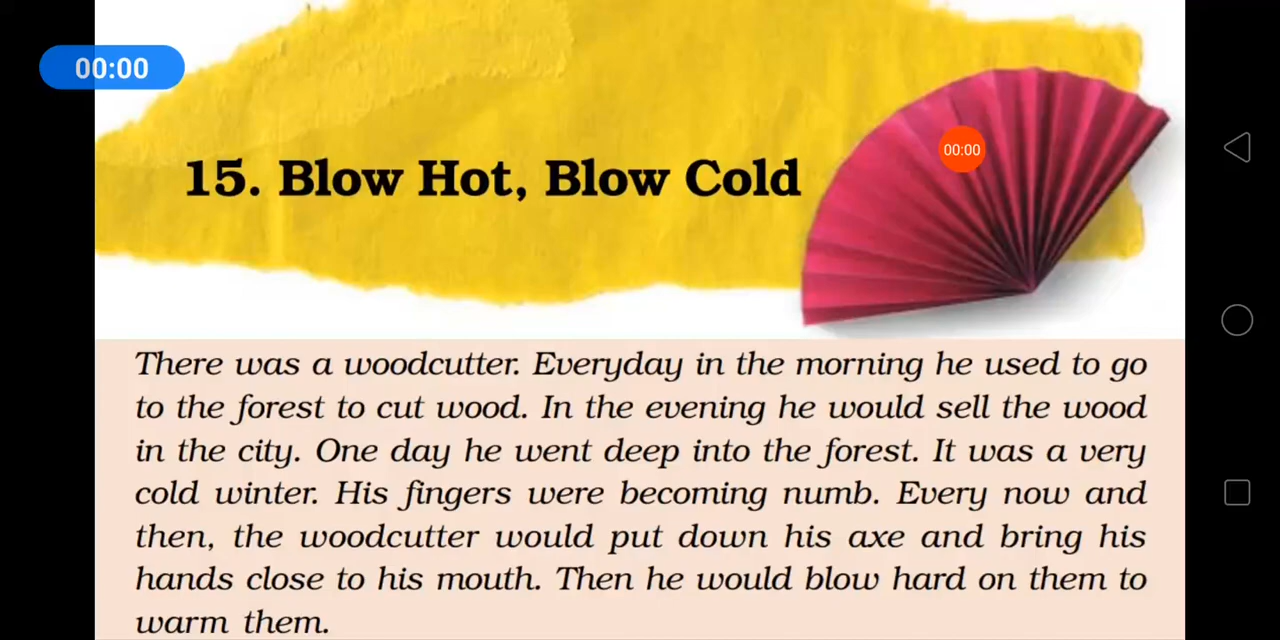 00:00
15. Blow Hot, Blow Cold
00:00
There was a woodcutter. Everyday in the morning he used to go
to the forest to cut wood. In the evening he would sell the wood
in the city. One day he went deep into the forest. It was a very
cold winter. His fingers were becoming numb. Every now and
then, the woodcutter would put down his axe and bring his
hands close to his mouth. Then he would blow hard on them to
warm them.